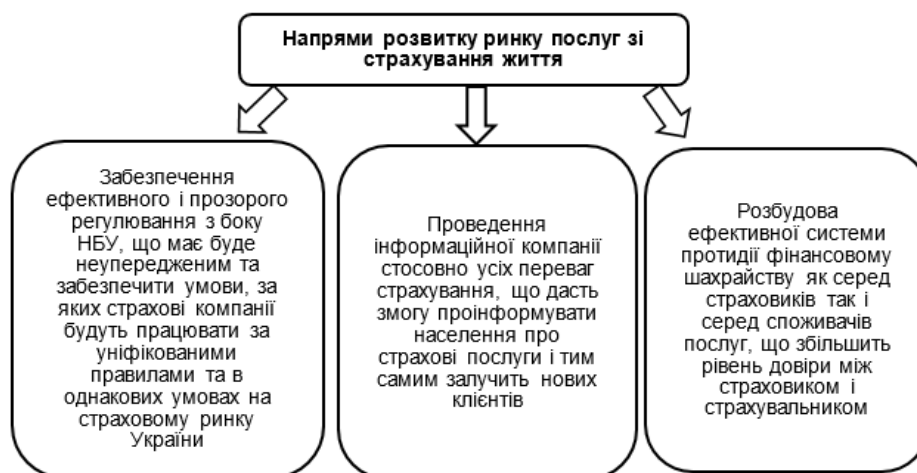 Напрями розвитку ринку послуг зі
страхування життя
Забезпечення
ефективного і прозорого
регулювання з боку
НБУ, що має буде
неупередженим та
забезпечити умови, за
яких страхові компанії
будуть працювати за
уніфікованими
правилами та в
однакових умовах на
страховому ринку
України
Проведення
інформаційної компанії
стосовно усіх переваг
страхування, що дасть
змогу проінформувати
населення про
страхові послуги і тим
самим залучить нових
клієнтів
Розбудова
ефективної системи
протидії фінансовому
шахрайству як серед
страховиків так і
серед споживачів
послуг, що збільшить
рівень довіри між
страховиком і
страхувальником